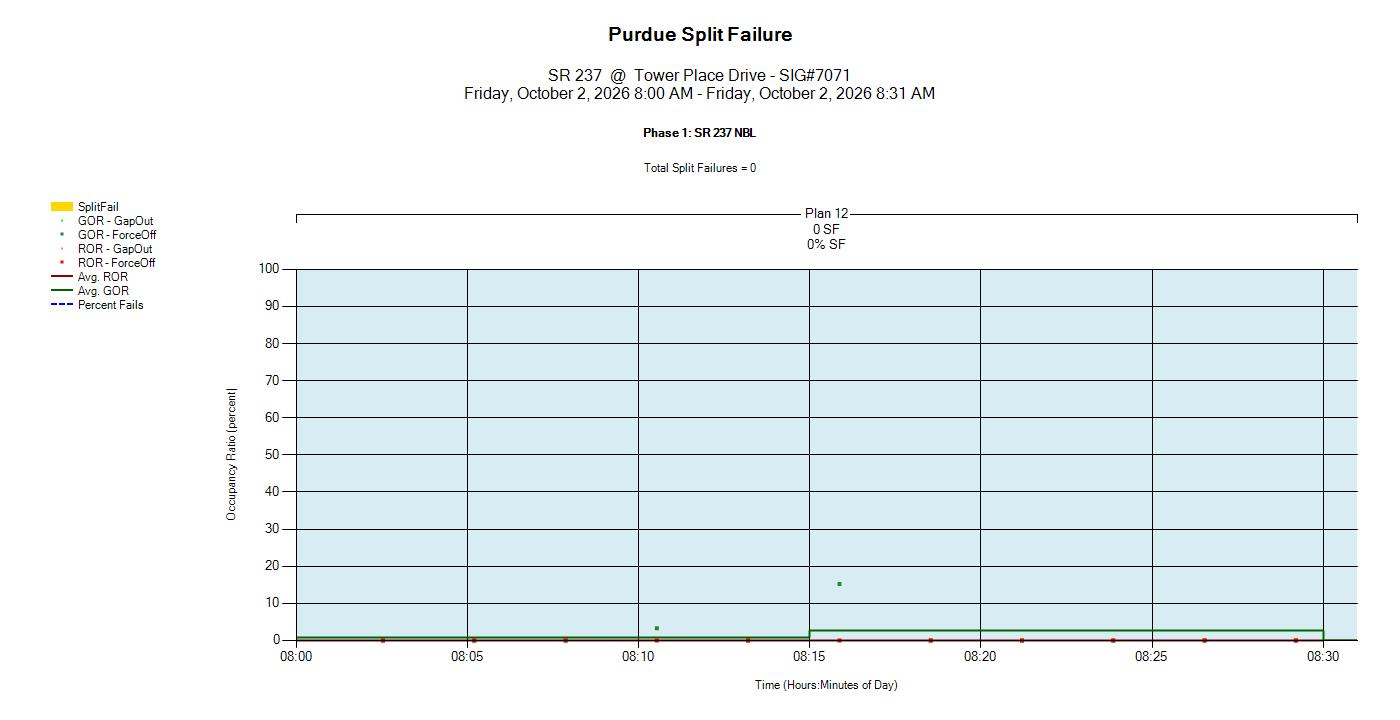 Purdue Split Failure
SR 237 @ Tower Place Drive - SIG#7071
Friday, October 2, 2026 8:00 AM - Friday, October 2, 2026 8:31 AM
Phase 1: SR 237 NBL
Total Split Failures = 0
SplitFail
GOR - GapOut
GOR - ForceOff
ROR - GapOut
ROR - ForceOff
Avg. ROR
Avg. GOR
Percent Fails
Plan 12
0 SF
0% SF
Occupancy Ratio (percent)
100
90
80
70
60
50
40
30
20
10
0
08:00 08:05 08:10 08:15 08:20 08:25 08:30
Time (Hours:Minutes of Day)